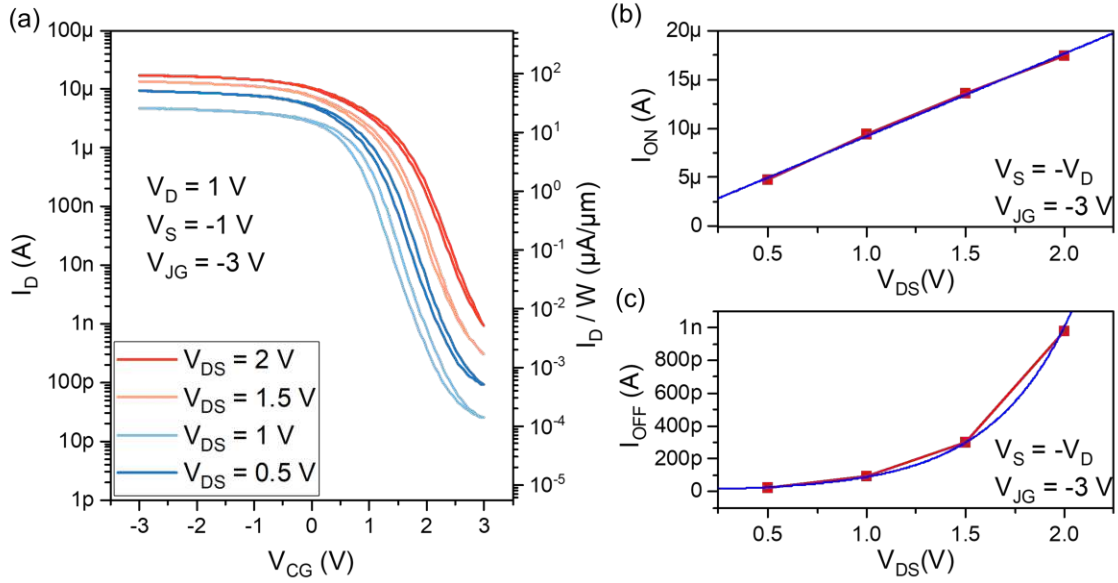 (a)
100µ
10µ
1µ
100n
10n
1n
100p
10p
1p
I_D (A)
-3 -2 -1 0 1 2 3
V_CG (V)
10^2
10^1
10^0
10^-1
10^-2
10^-3
10^-4
10^-5
I_D / W (µA/µm)
V_D = 1 V
V_S = -1 V
V_JG = -3 V
V_DS = 2 V
V_DS = 1.5 V
V_DS = 1 V
V_DS = 0.5 V
(b)
20µ
15µ
10µ
5µ
0
I_ON (A)
V_S = -V_D
V_JG = -3 V
0.5 1.0 1.5 2.0
V_DS(V)
(c)
1n
800p
600p
400p
200p
0
I_OFF (A)
V_S = -V_D
V_JG = -3 V
0.5 1.0 1.5 2.0
V_DS(V)